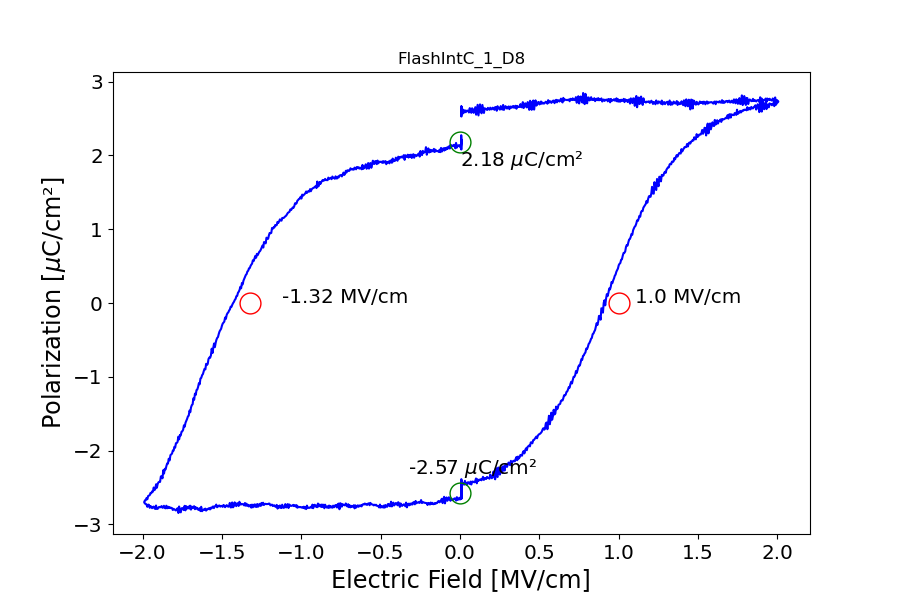 FlashIntC_1_D8
Polarization [μC/cm²]
3
2
1
0
−1
−2
−3
2.18 μC/cm²
-1.32 MV/cm
1.0 MV/cm
-2.57 μC/cm²
−2.0 −1.5 −1.0 −0.5 0.0 0.5 1.0 1.5 2.0
Electric Field [MV/cm]